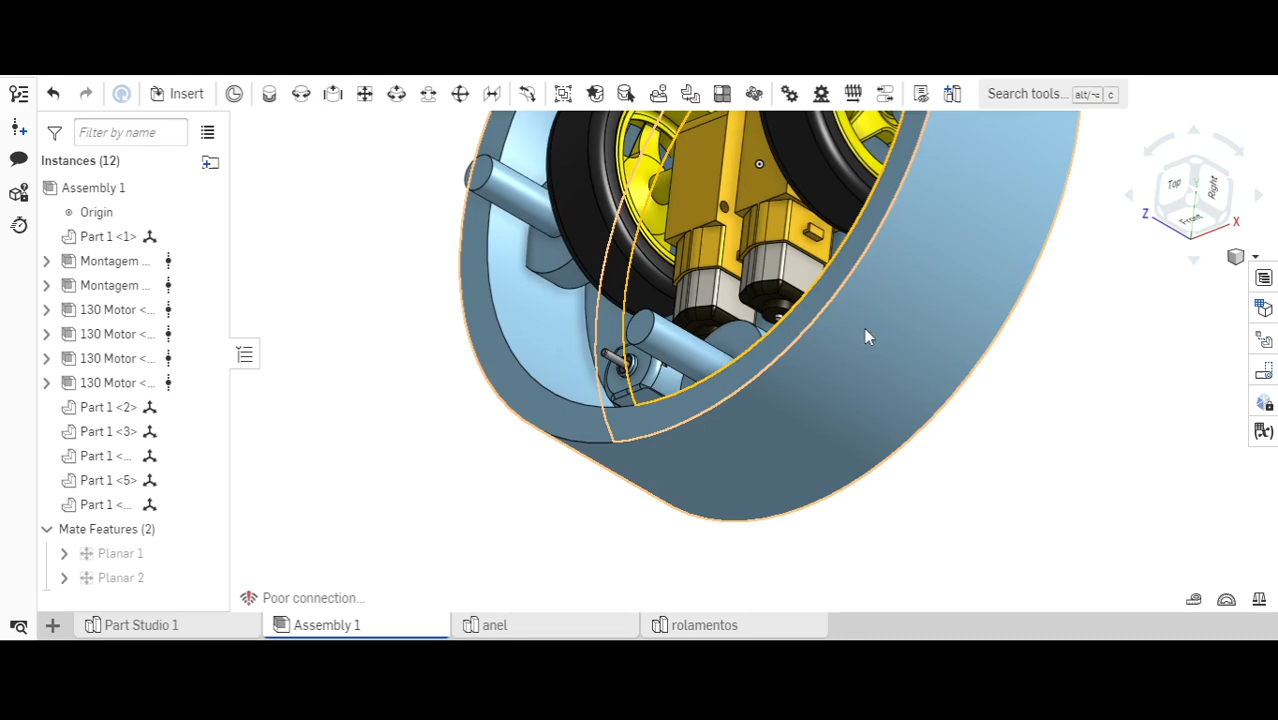 Insert
Search tools... alt/⌥ c
Filter by name
Instances (12)
Assembly 1
Origin
Part 1 <1>
Montagem ...
Montagem ...
130 Motor <...
130 Motor <...
130 Motor <...
130 Motor <...
Part 1 <2>
Part 1 <3>
Part 1 <...
Part 1 <5>
Part 1 <...
Mate Features (2)
Planar 1
Planar 2
Top
Right
Front
Y
Z
X
Poor connection...
Part Studio 1
Assembly 1
anel
rolamentos